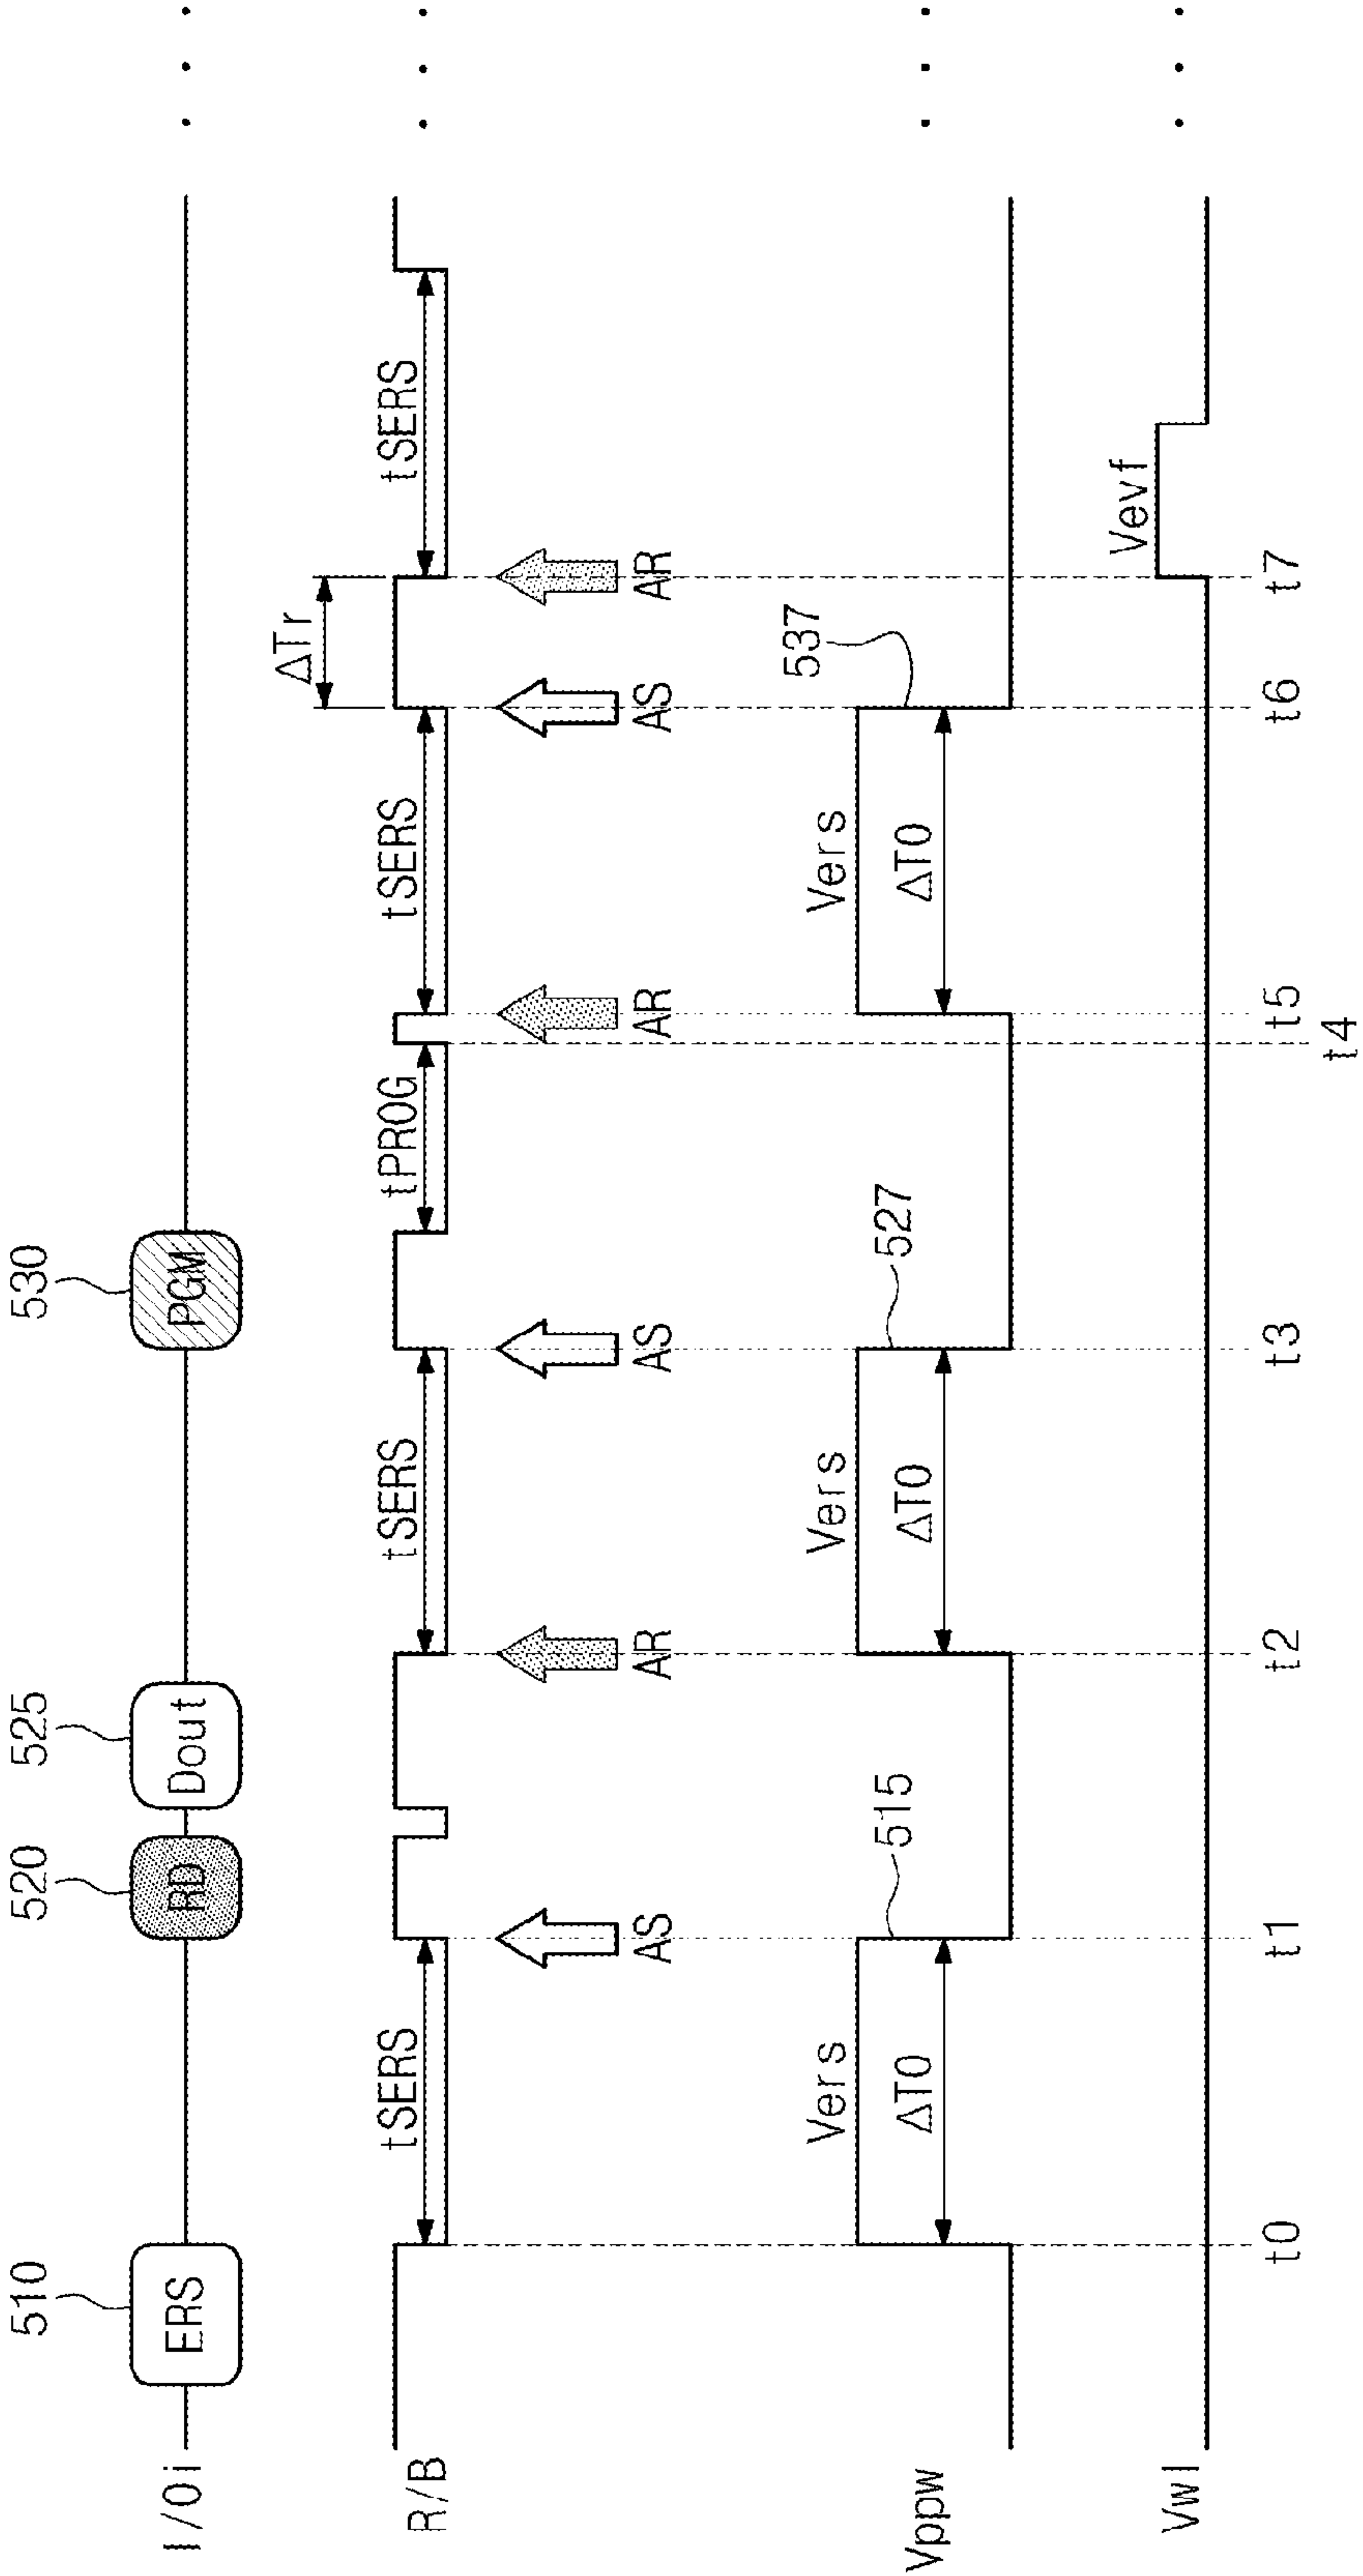 510
520
525
530
I/Oi
ERS
RD
Dout
PGM
ΔTr
R/B
tSERS
tSERS
tPROG
tSERS
tSERS
AS
AR
AS
AR
AS
AR
515
527
537
Vppw
Vers
Vers
Vers
ΔT0
ΔT0
ΔT0
Vwl
Vevf
t0
t1
t2
t3
t4
t5
t6
t7